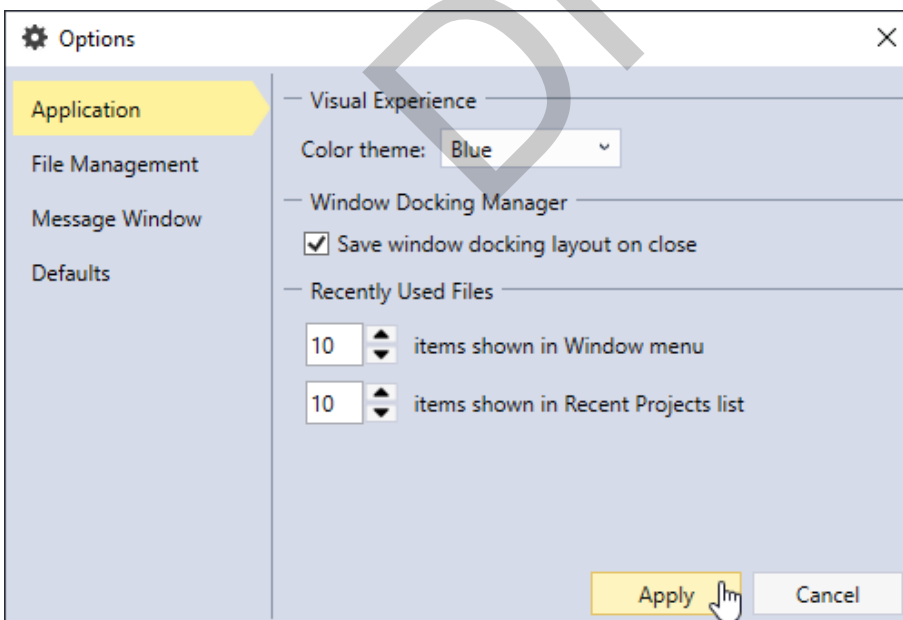 Options
Application
File Management
Message Window
Defaults
Visual Experience
Color theme: Blue
Window Docking Manager
Save window docking layout on close
Recently Used Files
10 items shown in Window menu
10 items shown in Recent Projects list
Apply
Cancel